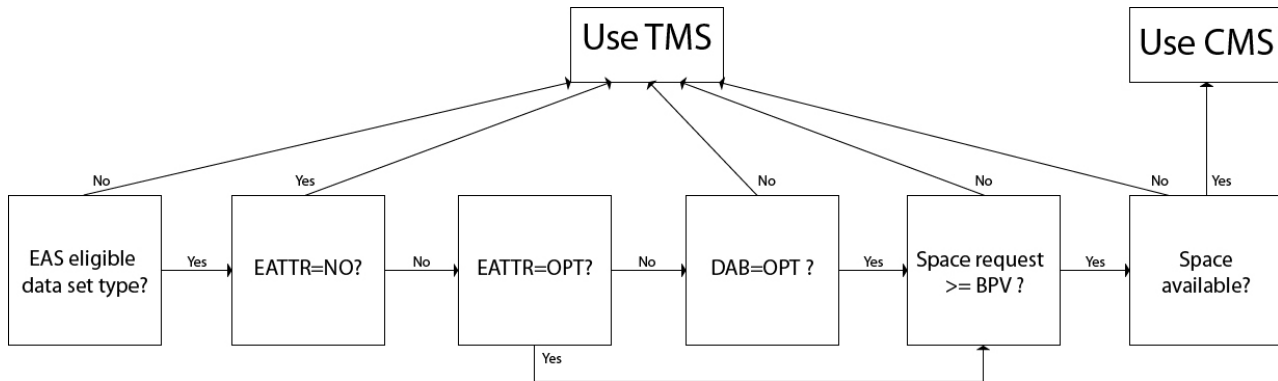 Use TMS
Use CMS
No
Yes
No
No
No
Yes
EAS eligible
data set type?
Yes
EATTR=NO?
No
EATTR=OPT?
No
DAB=OPT ?
Yes
Space request
>= BPV ?
Yes
Space
available?
Yes